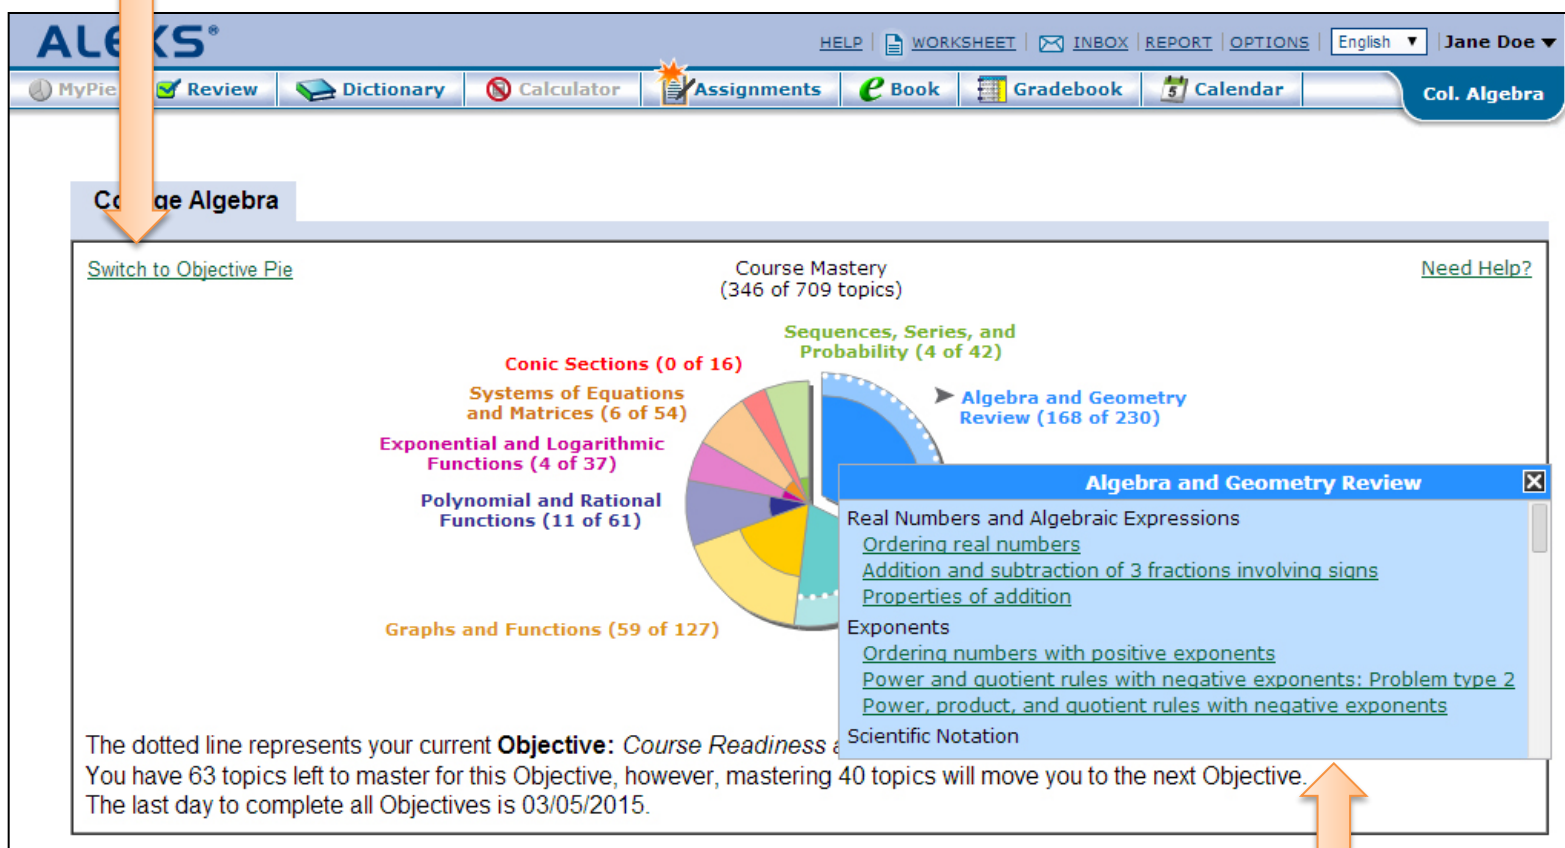 ALEKS®
HELP | WORKSHEET | INBOX | REPORT | OPTIONS | English ▼ | Jane Doe ▼
MyPie Review Dictionary Calculator Assignments eBook Gradebook 5 Calendar Col. Algebra
Algebra
Switch to Objective Pie
Course Mastery
(346 of 709 topics)
Need Help?
Sequences, Series, and
Probability (4 of 42)
Conic Sections (0 of 16)
Systems of Equations
and Matrices (6 of 54)
Algebra and Geometry
Review (168 of 230)
Exponential and Logarithmic
Functions (4 of 37)
Polynomial and Rational
Functions (11 of 61)
Graphs and Functions (59 of 127)
Algebra and Geometry Review
Real Numbers and Algebraic Expressions
Ordering real numbers
Addition and subtraction of 3 fractions involving signs
Properties of addition
Exponents
Ordering numbers with positive exponents
Power and quotient rules with negative exponents: Problem type 2
Power, product, and quotient rules with negative exponents
Scientific Notation
The dotted line represents your current Objective: Course Readiness
You have 63 topics left to master for this Objective, however, mastering 40 topics will move you to the next Objective.
The last day to complete all Objectives is 03/05/2015.